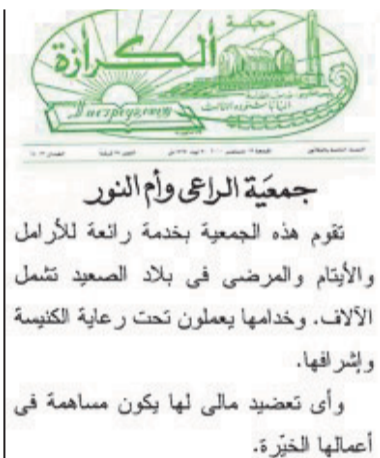 مجلة
الكرازة
جمعية الراعى وأم النور
تقوم هذه الجمعية بخدمة رائعة للأرامل
والأيتام والمرضى فى بلاد الصعيد تشمل
الآلاف. وخدامها يعملون تحت رعاية الكنيسة
وإشرافها.
وأى تعضيد مالى لها يكون مساهمة فى
أعمالها الخيّرة.